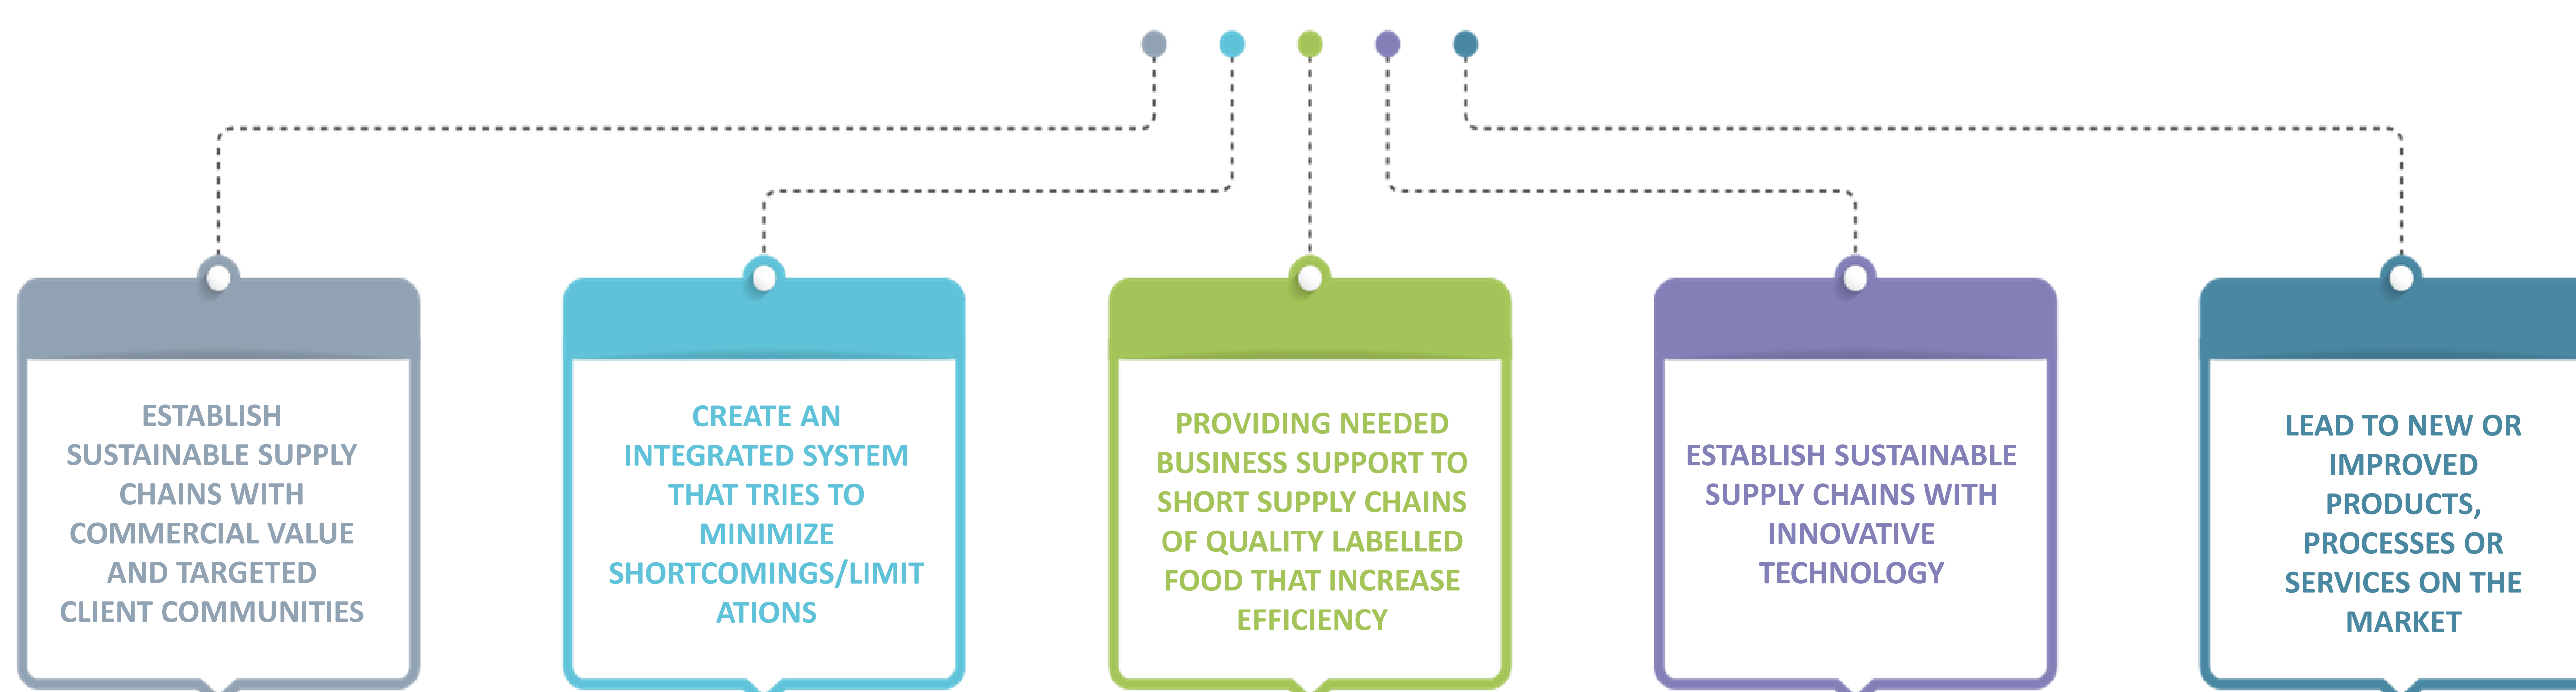 ESTABLISH
SUSTAINABLE SUPPLY
CHAINS WITH
COMMERCIAL VALUE
AND TARGETED
CLIENT COMMUNITIES
CREATE AN
INTEGRATED SYSTEM
THAT TRIES TO
MINIMIZE
SHORTCOMINGS/LIMIT
ATIONS
PROVIDING NEEDED
BUSINESS SUPPORT TO
SHORT SUPPLY CHAINS
OF QUALITY LABELLED
FOOD THAT INCREASE
EFFICIENCY
ESTABLISH SUSTAINABLE
SUPPLY CHAINS WITH
INNOVATIVE
TECHNOLOGY
LEAD TO NEW OR
IMPROVED
PRODUCTS,
PROCESSES OR
SERVICES ON THE
MARKET